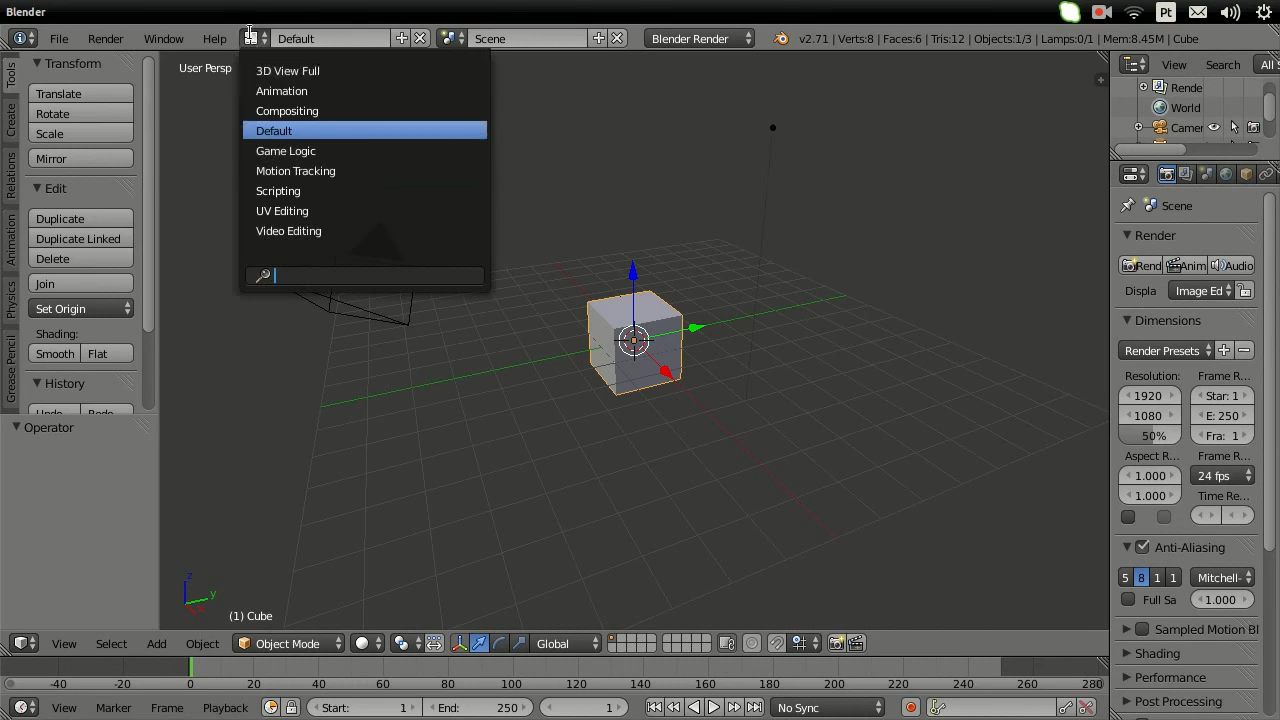 Blender
Pt
File Render Window Help Default Scene Blender Render v2.71 | Verts:8 | Faces:6 | Tris:12 | Objects:1/3 | Lamps:0/1 | Mem:8.45M | Cube
Tools
Create
Relations
Animation
Physics
Grease Pencil
Transform
Translate
Rotate
Scale
Mirror
Edit
Duplicate
Duplicate Linked
Delete
Join
Set Origin
Shading:
Smooth Flat
History
Undo Redo
Operator
User Persp
3D View Full
Animation
Compositing
Default
Game Logic
Motion Tracking
Scripting
UV Editing
Video Editing
z
y
x
(1) Cube
View Select Add Object Object Mode Global
-40 -20 0 20 40 60 80 100 120 140 160 180 200 220 240 260 280
View Marker Frame Playback Start: 1 End: 250 1 No Sync
View Search All S
Rende
World
Camer
Scene
Render
Rend Anim Audio
Displa Image Ed
Dimensions
Render Presets
Resolution: Frame R...
1920 Star: 1
1080 E: 250
50% Fra: 1
Aspect R... Frame R...
1.000 24 fps
1.000 Time Re...
Anti-Aliasing
5 8 1 1 Mitchell-
Full Sa 1.000
Sampled Motion Bl
Shading
Performance
Post Processing